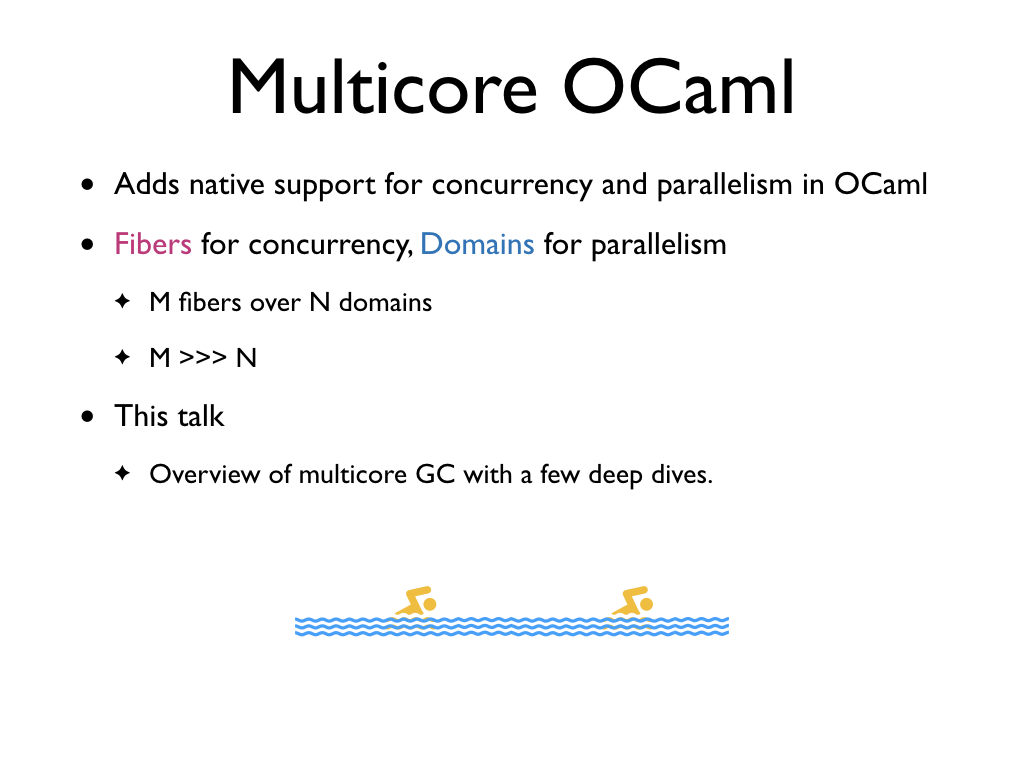 Multicore OCaml
• Adds native support for concurrency and parallelism in OCaml
• Fibers for concurrency, Domains for parallelism
✦ M fibers over N domains
✦ M >>> N
• This talk
✦ Overview of multicore GC with a few deep dives.